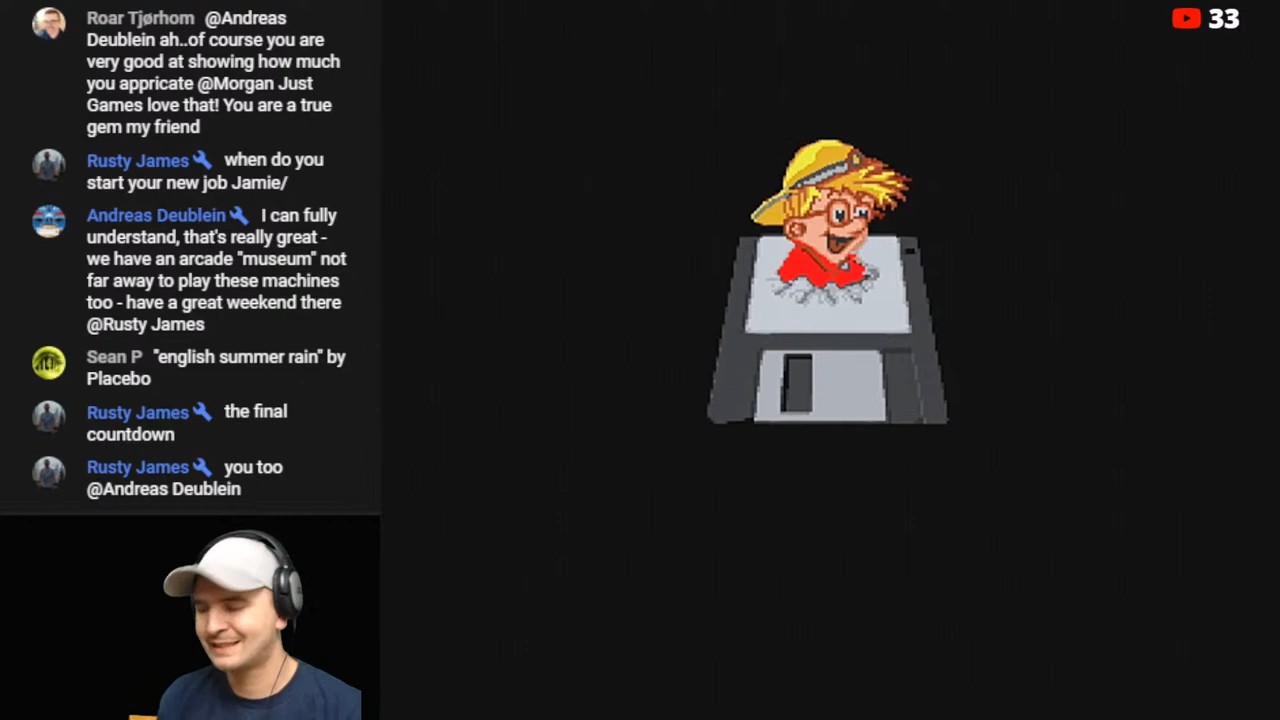 33
Roar Tjørhom @Andreas
Deublein ah..of course you are
very good at showing how much
you appricate @Morgan Just
Games love that! You are a true
gem my friend
Rusty James when do you
start your new job Jamie/
Andreas Deublein I can fully
understand, that's really great -
we have an arcade "museum" not
far away to play these machines
too - have a great weekend there
@Rusty James
Sean P "english summer rain" by
Placebo
Rusty James the final
countdown
Rusty James you too
@Andreas Deublein